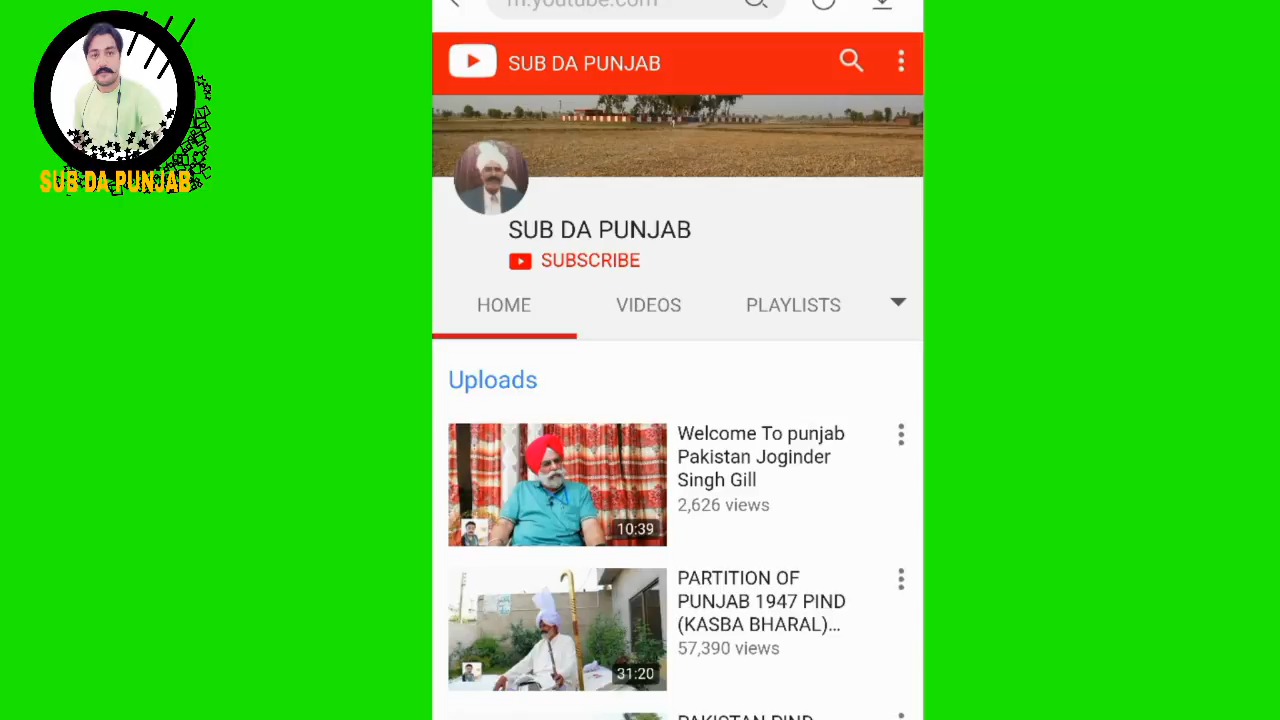 m.youtube.com
SUB DA PUNJAB
SUB DA PUNJAB
SUB DA PUNJAB
SUBSCRIBE
HOME VIDEOS PLAYLISTS
Uploads
Welcome To punjab
Pakistan Joginder
Singh Gill
2,626 views
10:39
PARTITION OF
PUNJAB 1947 PIND
(KASBA BHARAL)...
57,390 views
31:20
PAKISTAN PIND